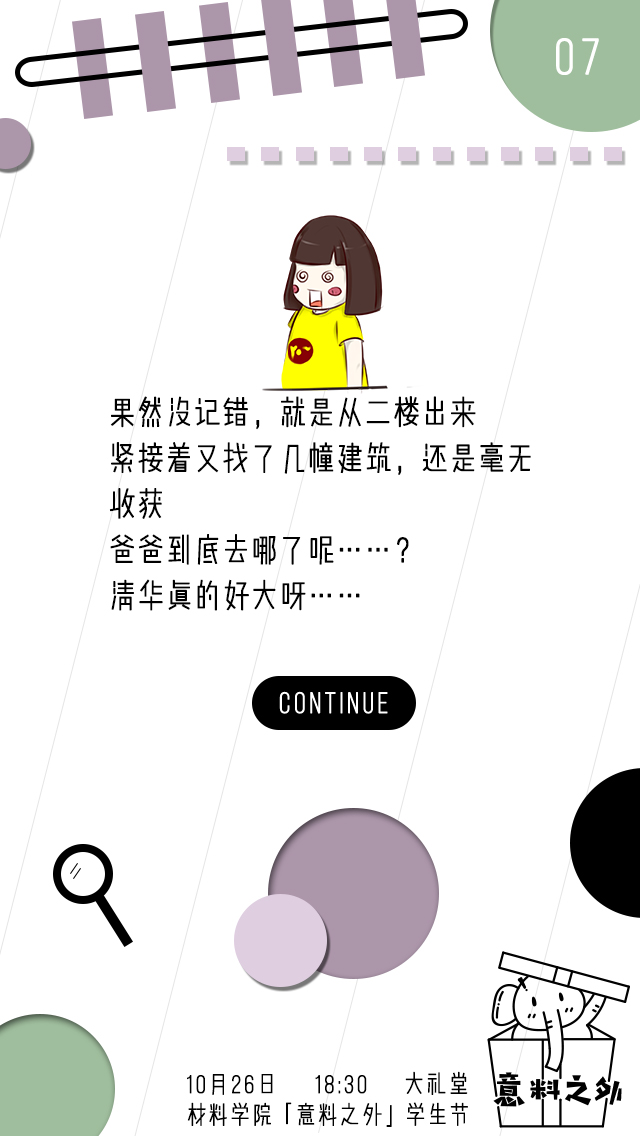 07
果然没记错，就是从二楼出来
紧接着又找了几幢建筑，还是毫无
收获
爸爸到底去哪了呢……？
清华真的好大呀……
CONTINUE
10月26日 18:30 大礼堂
材料学院「意料之外」学生节
意料之外